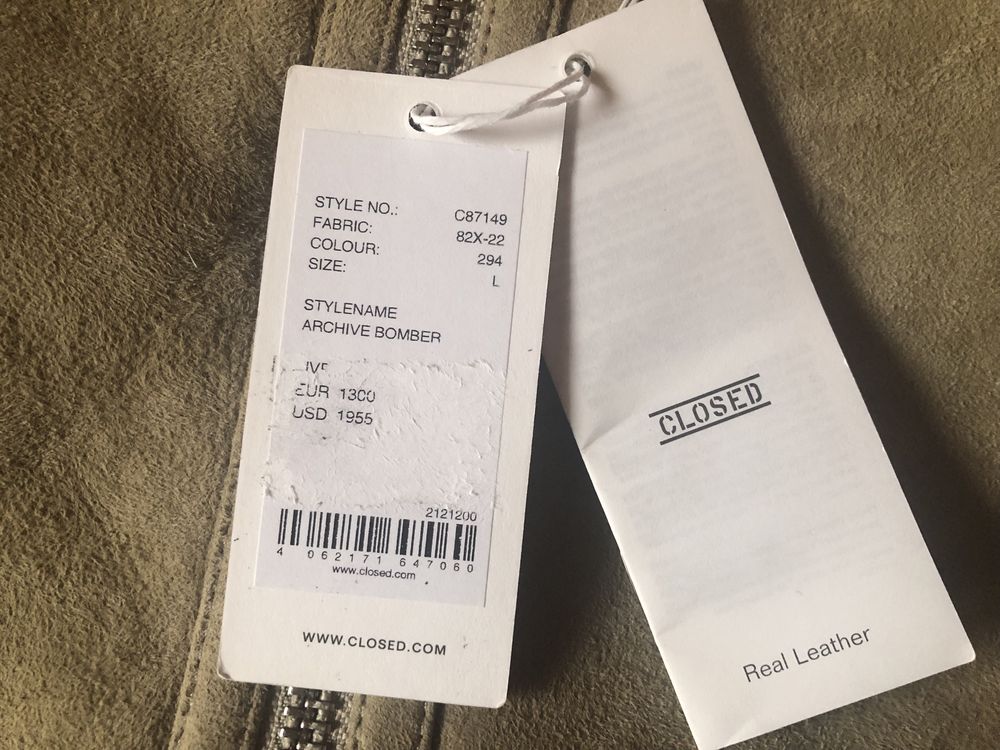 STYLE NO.: C87149
FABRIC: 82X-22
COLOUR: 294
SIZE: L
STYLENAME
ARCHIVE BOMBER
EUR 1300
USD 1955
2121200
4 062171 647060
www.closed.com
WWW.CLOSED.COM
CLOSED
Real Leather